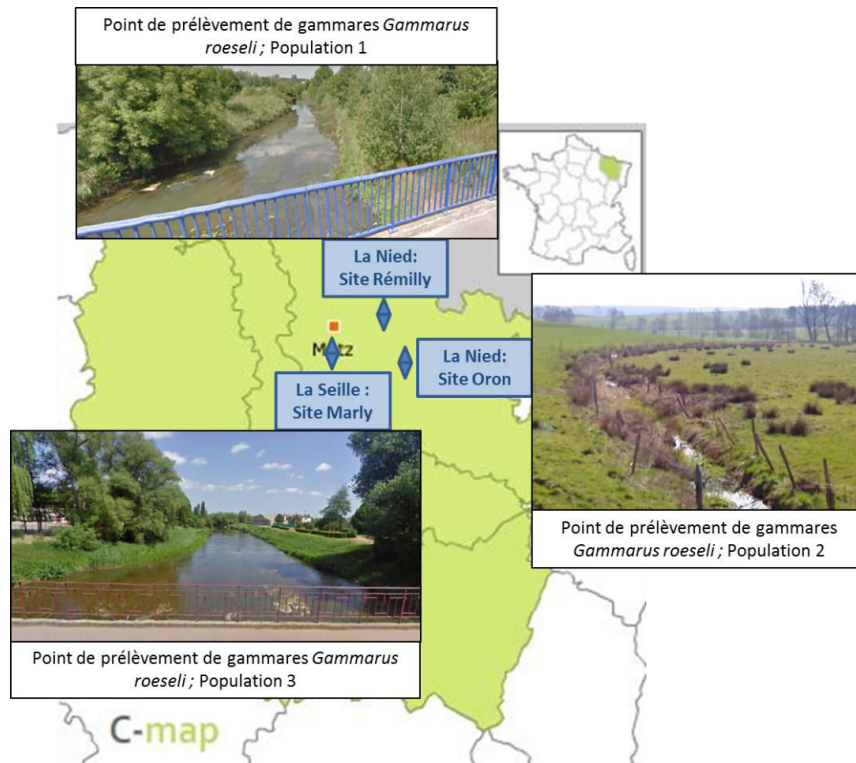 Point de prélèvement de gammares Gammarus
roeseli ; Population 1
La Nied:
Site Rémilly
Metz
La Nied:
Site Oron
La Seille :
Site Marly
Point de prélèvement de gammares
Gammarus roeseli ; Population 2
Point de prélèvement de gammares Gammarus
roeseli ; Population 3
C-map